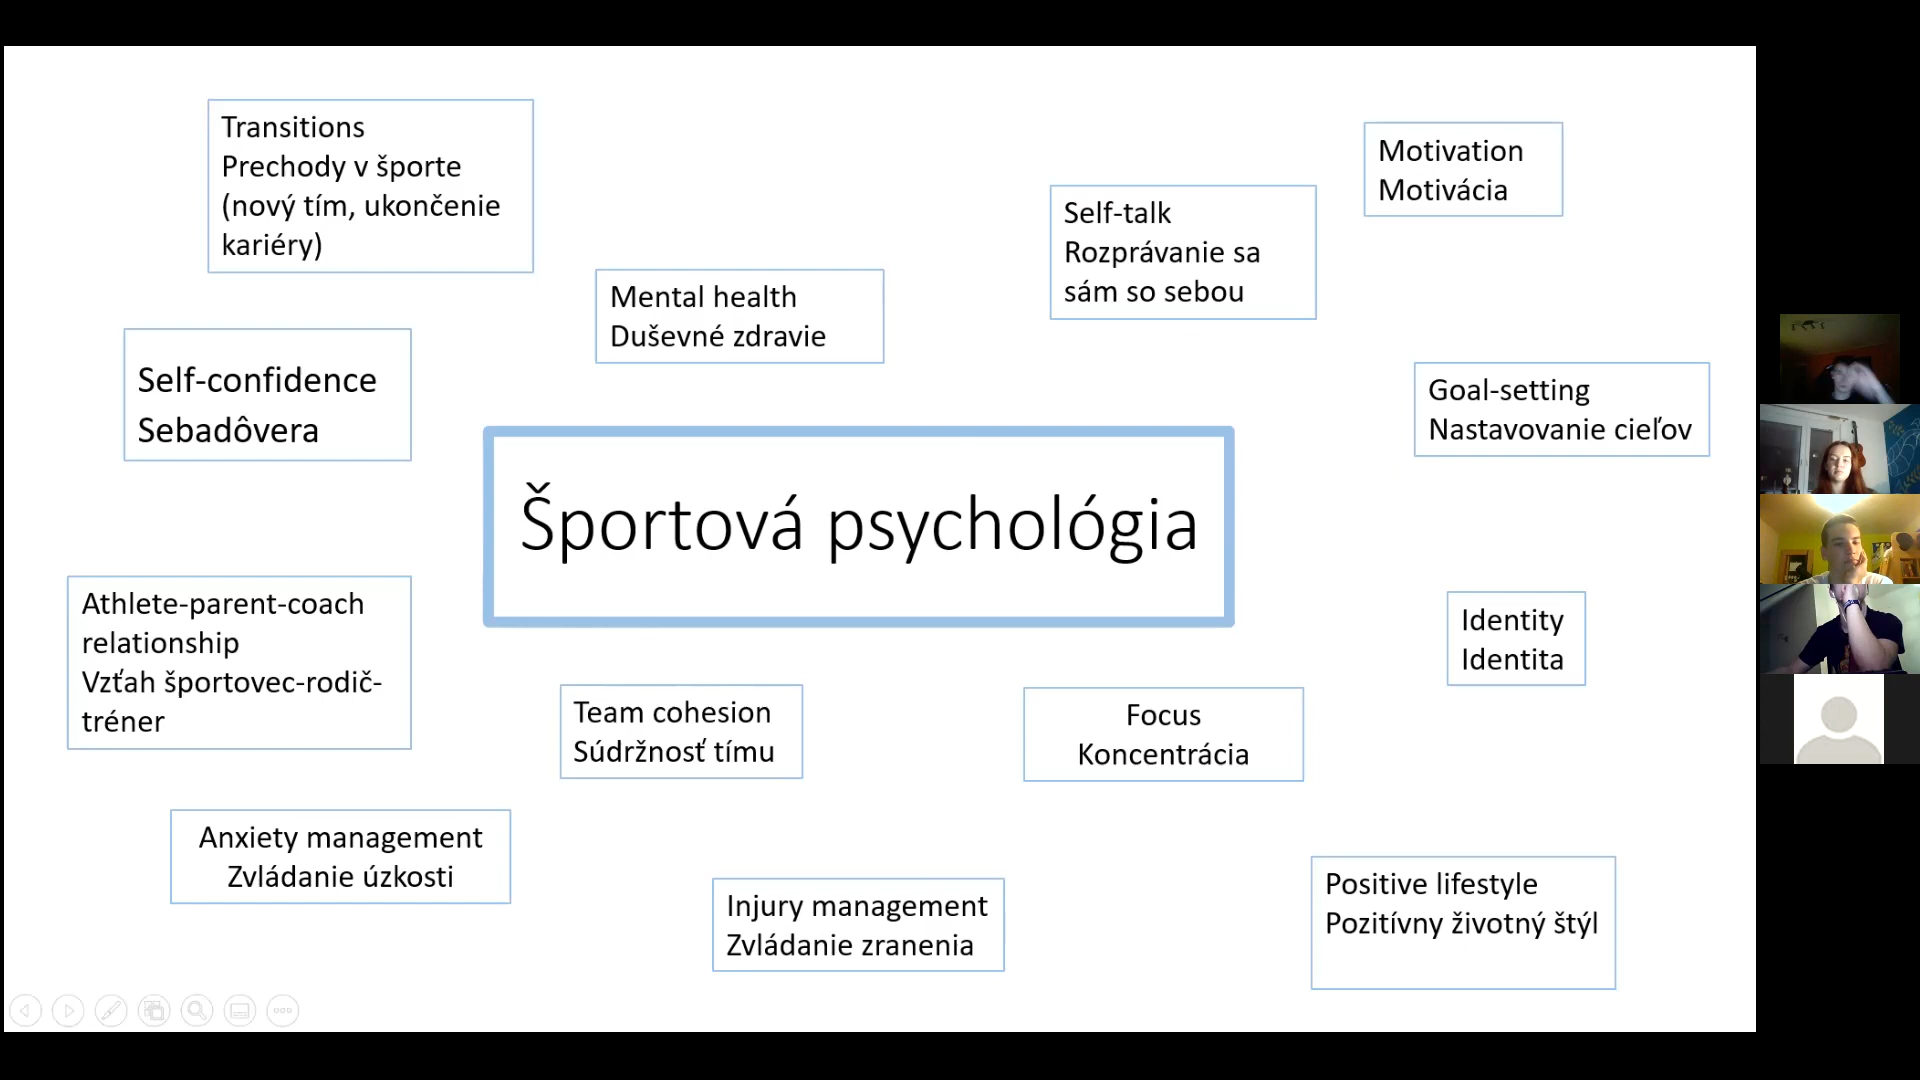 Transitions
Prechody v športe
(nový tím, ukončenie
kariéry)
Motivation
Motivácia
Self-talk
Rozprávanie sa
sám so sebou
Mental health
Duševné zdravie
Self-confidence
Sebadôvera
Goal-setting
Nastavovanie cieľov
Športová psychológia
Athlete-parent-coach
relationship
Vzťah športovec-rodič-
tréner
Identity
Identita
Team cohesion
Súdržnosť tímu
Focus
Koncentrácia
Anxiety management
Zvládanie úzkosti
Injury management
Zvládanie zranenia
Positive lifestyle
Pozitívny životný štýl